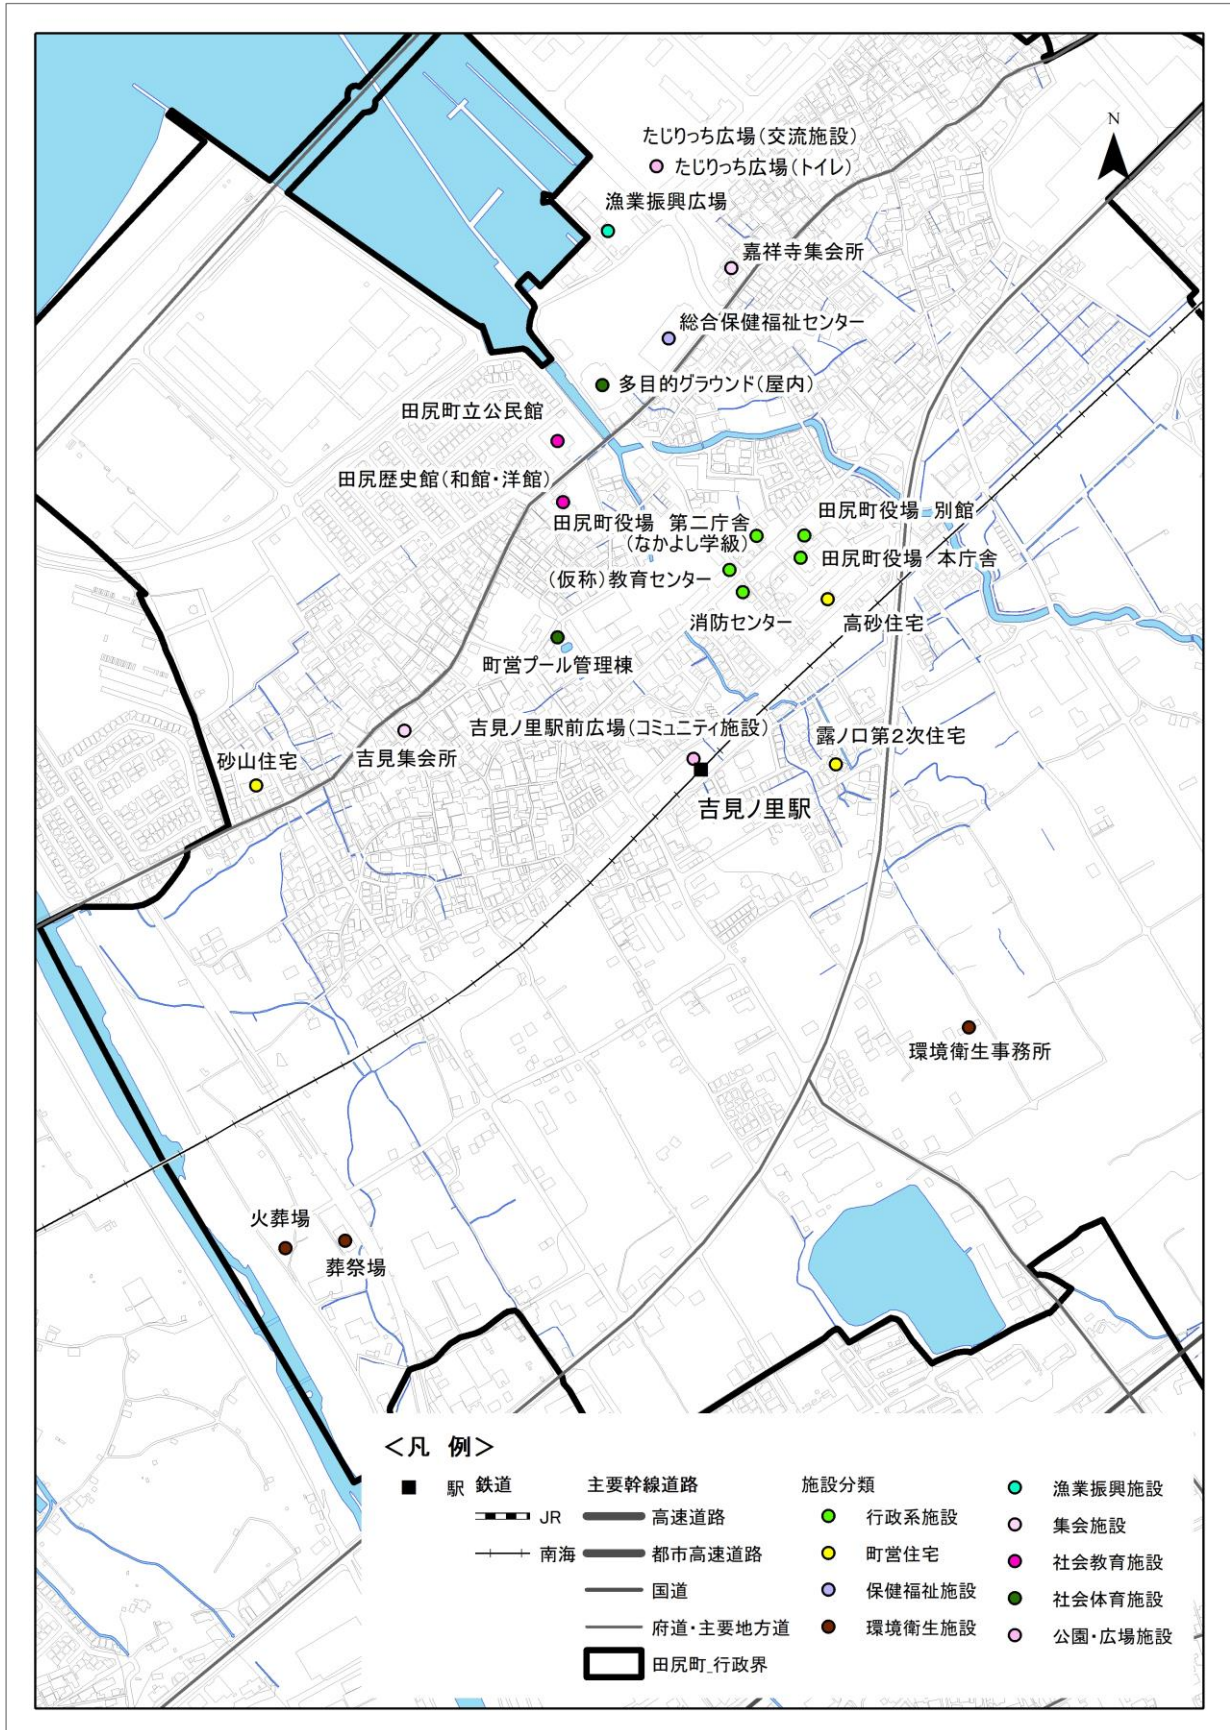 N
たじりっち広場(交流施設)
たじりっち広場(トイレ)
漁業振興広場
嘉祥寺集会所
総合保健福祉センター
多目的グラウンド(屋内)
田尻町立公民館
田尻歴史館(和館・洋館)
田尻町役場 第二庁舎
(なかよし学級)
田尻町役場 別館
田尻町役場 本庁舎
(仮称)教育センター
消防センター
高砂住宅
町営プール管理棟
吉見ノ里駅前広場(コミュニティ施設)
露ノ口第2次住宅
砂山住宅
吉見集会所
吉見ノ里駅
環境衛生事務所
火葬場
葬祭場
<凡 例>
駅
鉄道
JR
南海
主要幹線道路
高速道路
都市高速道路
国道
府道・主要地方道
田尻町_行政界
施設分類
行政系施設
町営住宅
保健福祉施設
環境衛生施設
漁業振興施設
集会施設
社会教育施設
社会体育施設
公園・広場施設